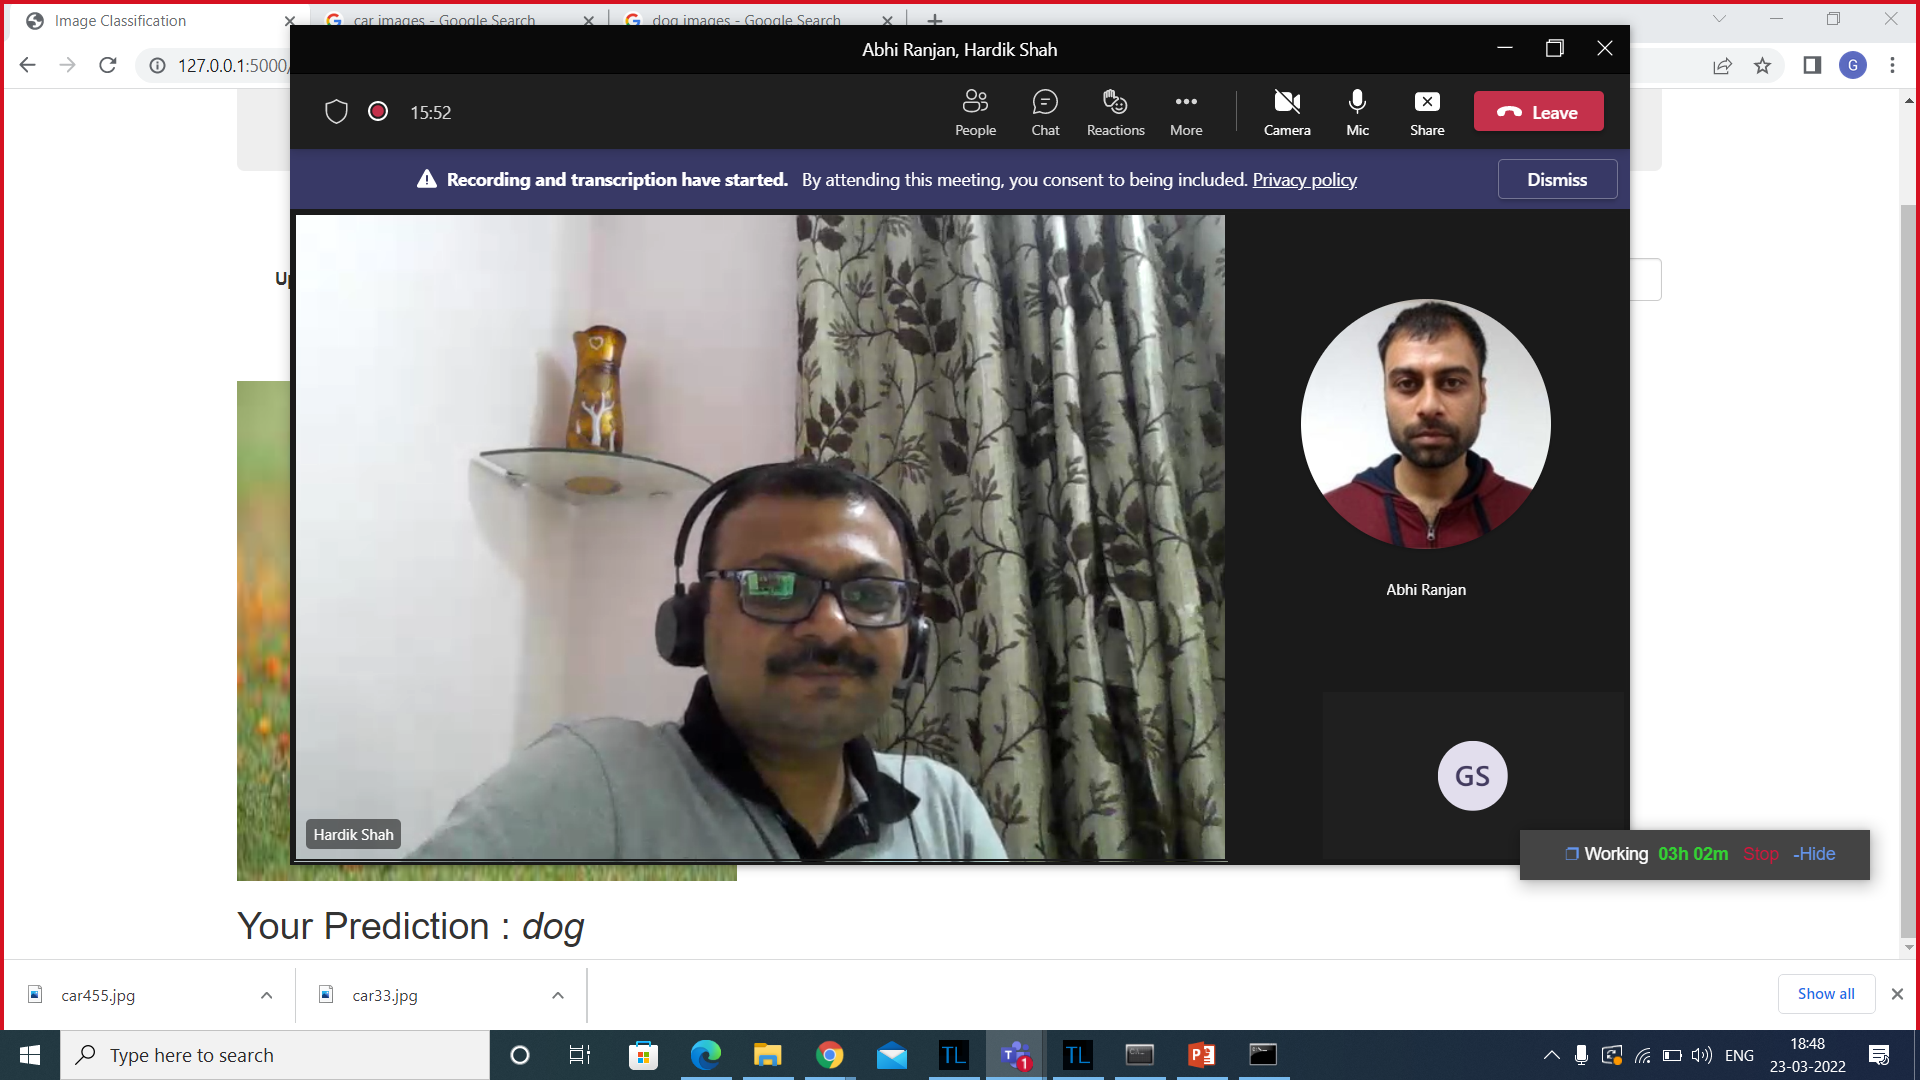 Image Classification
car images - Google Search
dog images - Google Search
127.0.0.1:5000/
G
Abhi Ranjan, Hardik Shah
15:52
People
Chat
Reactions
More
Camera
Mic
Share
Leave
Recording and transcription have started. By attending this meeting, you consent to being included. Privacy policy
Dismiss
Hardik Shah
Abhi Ranjan
GS
Working 03h 02m Stop -Hide
Your Prediction : dog
car455.jpg
car33.jpg
Show all
Type here to search
TL
1
TL
ENG
18:48
23-03-2022